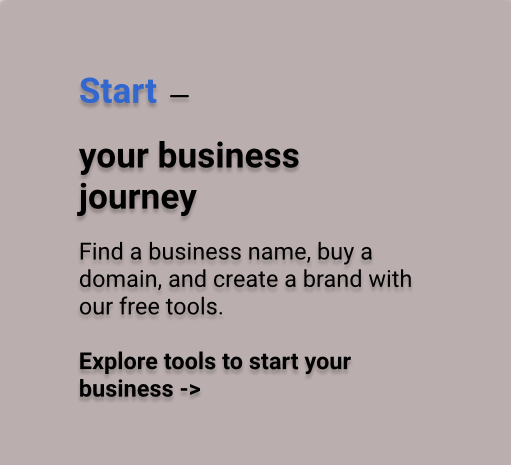 Start —
your business
journey
Find a business name, buy a
domain, and create a brand with
our free tools.
Explore tools to start your
business ->